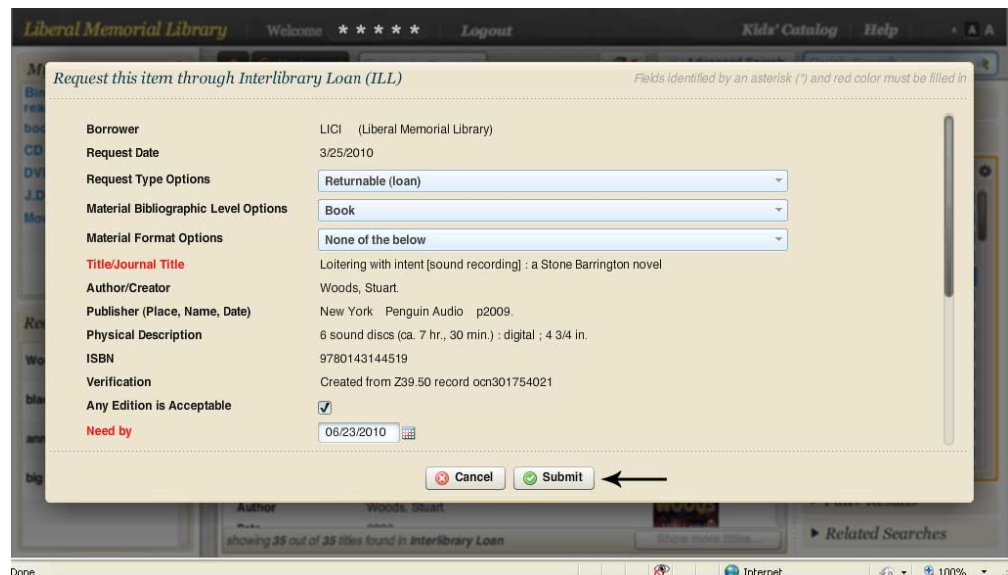 Liberal Memorial Library Welcome * * * * * Logout Kids' Catalog Help A A
Request this item through Interlibrary Loan (ILL) Fields identified by an asterisk (*) and red color must be filled in
Borrower LICI (Liberal Memorial Library)
Request Date 3/25/2010
Request Type Options Returnable (loan)
Material Bibliographic Level Options Book
Material Format Options None of the below
Title/Journal Title Loitering with intent [sound recording] : a Stone Barrington novel
Author/Creator Woods, Stuart.
Publisher (Place, Name, Date) New York Penguin Audio p2009.
Physical Description 6 sound discs (ca. 7 hr., 30 min.) : digital ; 4 3/4 in.
ISBN 9780143144519
Verification Created from Z39.50 record ocn301754021
Any Edition is Acceptable
Need by 06/23/2010
Cancel Submit
Author Woods, Stuart
showing 35 out of 35 titles found in Interlibrary Loan Show more titles...
Related Searches
Done Internet 100%